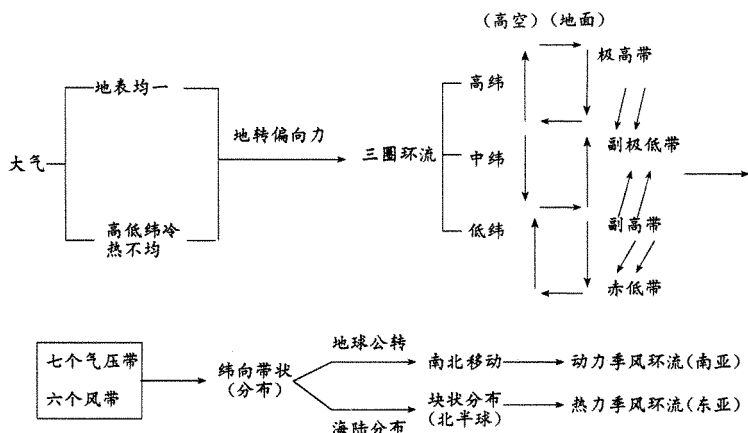 (高空)(地面)
极高带
地表均一
高纬
地转偏向力
副极低带
大气
三圈环流
中纬
高低纬冷
热不均
低纬
副高带
赤低带
七个气压带
六个风带
纬向带状
(分布)
地球公转
南北移动
动力季风环流(南亚)
海陆分布
块状分布
(北半球)
热力季风环流(东亚)